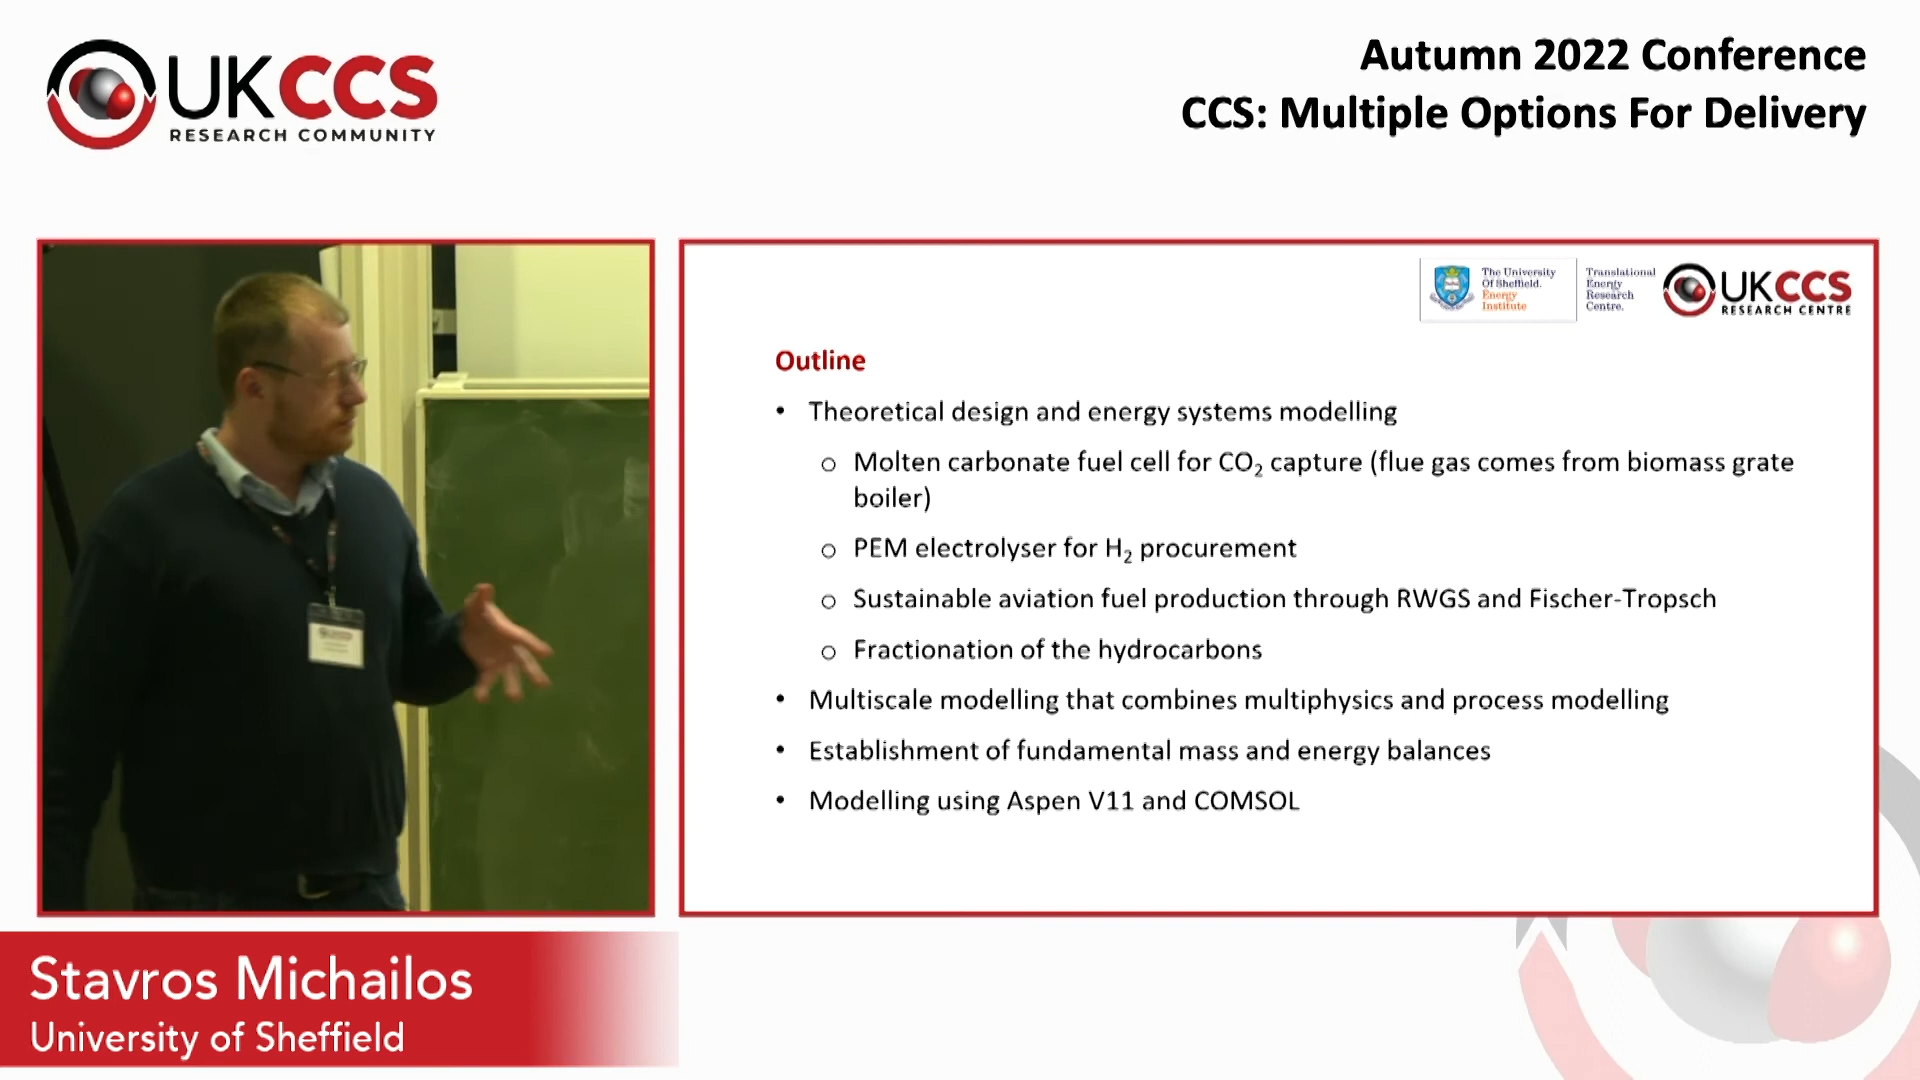 UKCCS
RESEARCH COMMUNITY
Autumn 2022 Conference
CCS: Multiple Options For Delivery
The University
Of Sheffield.
Energy
Institute
Translational
Energy
Research
Centre.
UKCCS
RESEARCH CENTRE
Outline
• Theoretical design and energy systems modelling
o Molten carbonate fuel cell for CO₂ capture (flue gas comes from biomass grate
boiler)
o PEM electrolyser for H₂ procurement
o Sustainable aviation fuel production through RWGS and Fischer-Tropsch
o Fractionation of the hydrocarbons
• Multiscale modelling that combines multiphysics and process modelling
• Establishment of fundamental mass and energy balances
• Modelling using Aspen V11 and COMSOL
Stavros Michailos
University of Sheffield